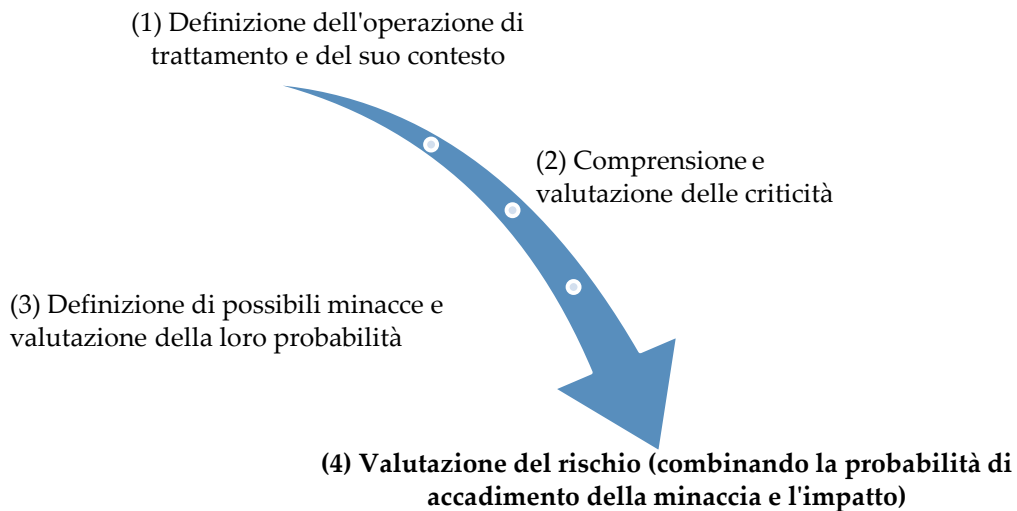 (1) Definizione dell'operazione di
trattamento e del suo contesto
(2) Comprensione e
valutazione delle criticità
(3) Definizione di possibili minacce e
valutazione della loro probabilità
(4) Valutazione del rischio (combinando la probabilità di
accadimento della minaccia e l'impatto)